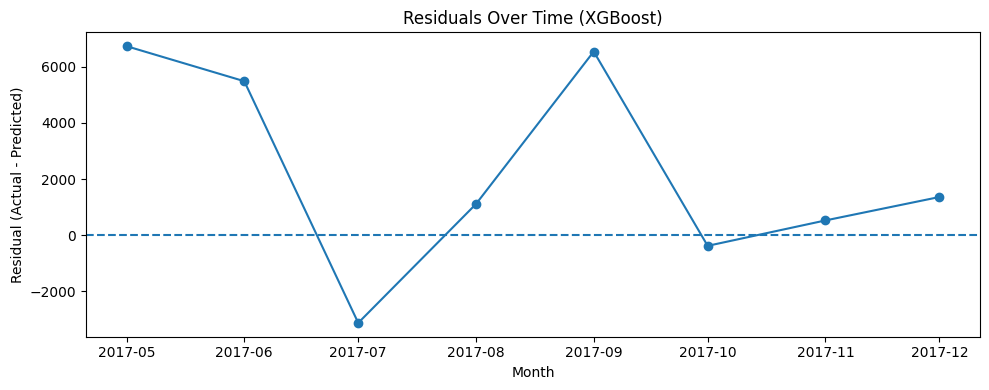 Residuals Over Time (XGBoost)
Residual (Actual - Predicted)
6000
4000
2000
0
−2000
2017-05 2017-06 2017-07 2017-08 2017-09 2017-10 2017-11 2017-12
Month